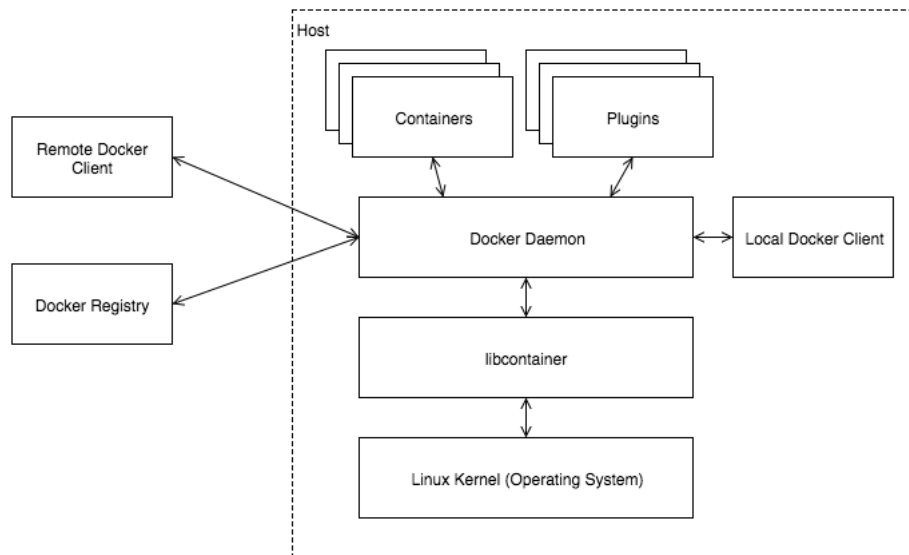 Host
Containers
Plugins
Remote Docker
Client
Docker Daemon
Local Docker Client
Docker Registry
libcontainer
Linux Kernel (Operating System)